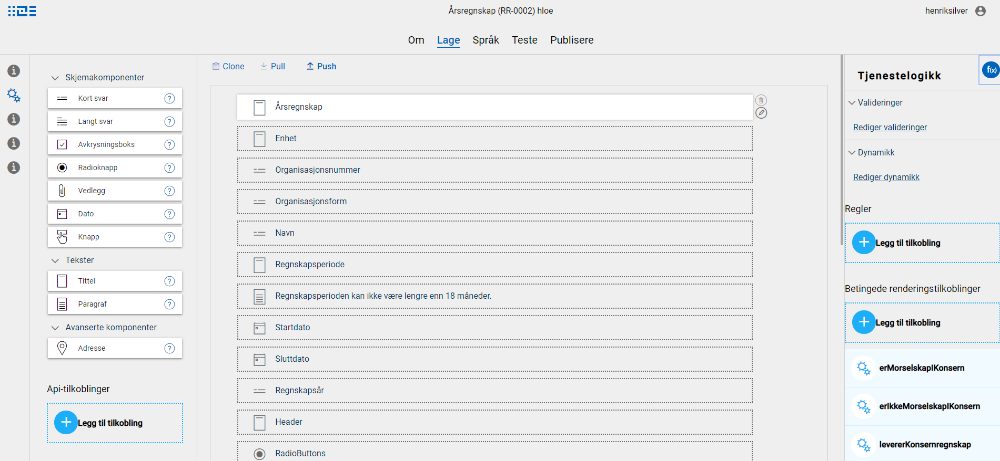 Årsregnskap (RR-0002) hloe
henriksilver
Om Lage Språk Teste Publisere
Skjemakomponenter
Kort svar ?
Langt svar ?
Avkrysningsboks ?
Radioknapp ?
Vedlegg ?
Dato ?
Knapp ?
Tekster
Tittel ?
Paragraf ?
Avanserte komponenter
Adresse ?
Api-tilkoblinger
+ Legg til tilkobling
Clone Pull Push
Årsregnskap
Enhet
Organisasjonsnummer
Organisasjonsform
Navn
Regnskapsperiode
Regnskapsperioden kan ikke være lengre enn 18 måneder.
Startdato
Sluttdato
Regnskapsår
Header
RadioButtons
Tjenestelogikk
f(x)
Valideringer
Rediger valideringer
Dynamikk
Rediger dynamikk
Regler
+ Legg til tilkobling
Betingede renderingstilkoblinger
+ Legg til tilkobling
erMorselskapIKonsern
erIkkeMorselskapIKonsern
levererKonsernregnskap